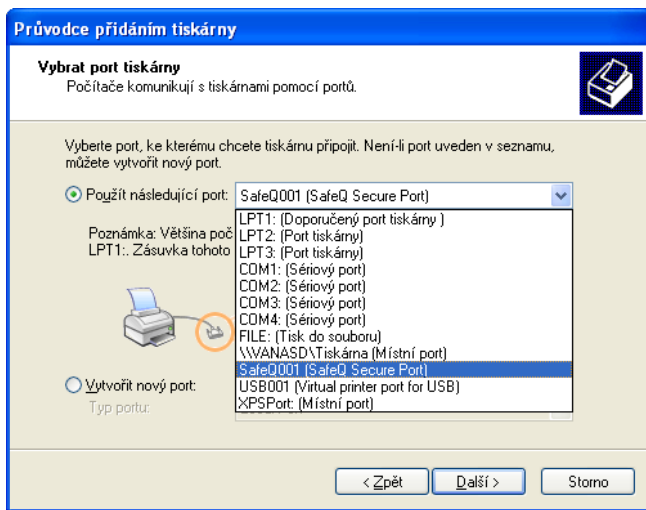 Průvodce přidáním tiskárny
Vybrat port tiskárny
Počítače komunikují s tiskárnami pomocí portů.
Vyberte port, ke kterému chcete tiskárnu připojit. Není-li port uveden v seznamu,
můžete vytvořit nový port.
Použít následující port: SafeQ001 (SafeQ Secure Port)
LPT1: (Doporučený port tiskárny )
Poznámka: Většina poč LPT2: (Port tiskárny)
LPT1:. Zásuvka tohoto LPT3: (Port tiskárny)
COM1: (Sériový port)
COM2: (Sériový port)
COM3: (Sériový port)
COM4: (Sériový port)
FILE: (Tisk do souboru)
\\VANASD\Tiskárna (Místní port)
SafeQ001 (SafeQ Secure Port)
Vytvořit nový port: USB001 (Virtual printer port for USB)
Typ portu: XPSPort: (Místní port)
< Zpět Další > Storno